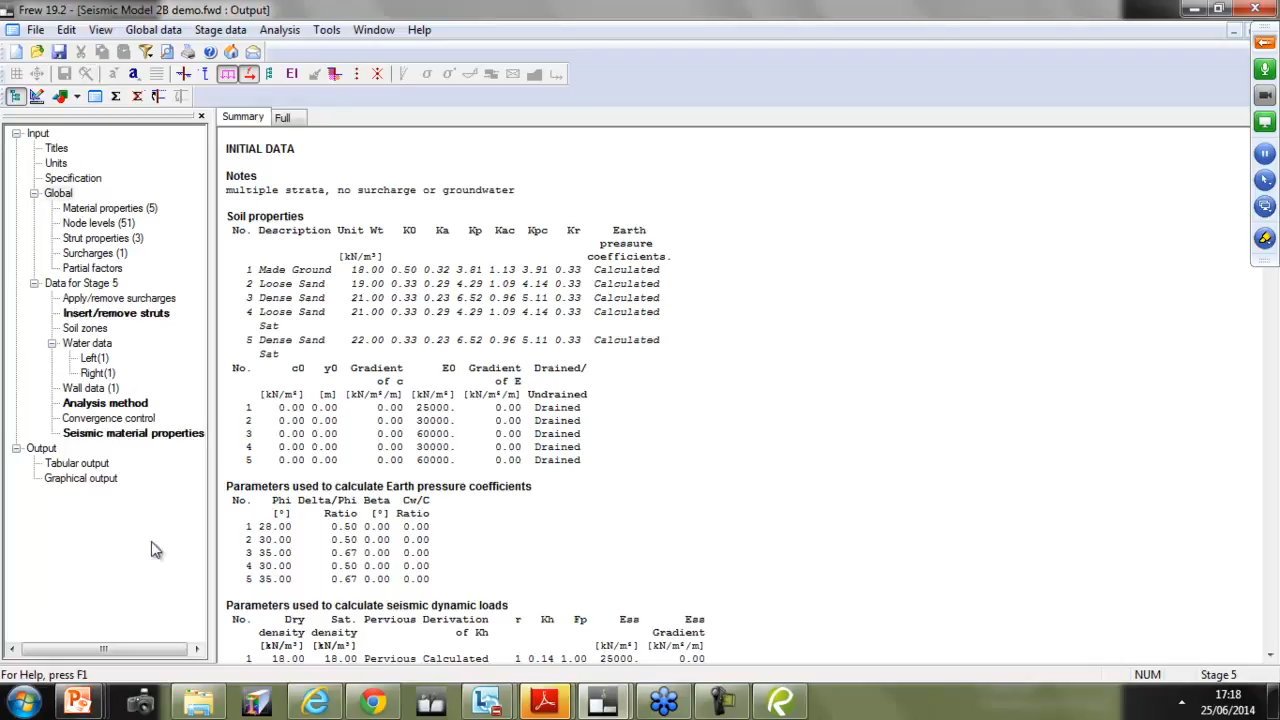 Frew 19.2 - [Seismic Model 2B demo.fwd : Output]
File Edit View Global data Stage data Analysis Tools Window Help
Summary Full
Input
Titles
Units
Specification
Global
Material properties (5)
Node levels (51)
Strut properties (3)
Surcharges (1)
Partial factors
Data for Stage 5
Apply/remove surcharges
Insert/remove struts
Soil zones
Water data
Left(1)
Right(1)
Wall data (1)
Analysis method
Convergence control
Seismic material properties
Output
Tabular output
Graphical output
INITIAL DATA
Notes
multiple strata, no surcharge or groundwater
Soil properties
No. Description Unit Wt K0 Ka Kp Kac Kpc Kr Earth
pressure
[kN/m³] coefficients.
1 Made Ground 18.00 0.50 0.32 3.81 1.13 3.91 0.33 Calculated
2 Loose Sand 19.00 0.33 0.29 4.29 1.09 4.14 0.33 Calculated
3 Dense Sand 21.00 0.33 0.23 6.52 0.96 5.11 0.33 Calculated
4 Loose Sand 21.00 0.33 0.29 4.29 1.09 4.14 0.33 Calculated
Sat
5 Dense Sand 22.00 0.33 0.23 6.52 0.96 5.11 0.33 Calculated
Sat
No. c0 y0 Gradient E0 Gradient Drained/
of c of E
[kN/m²] [m] [kN/m²/m] [kN/m²] [kN/m²/m] Undrained
1 0.00 0.00 0.00 25000. 0.00 Drained
2 0.00 0.00 0.00 30000. 0.00 Drained
3 0.00 0.00 0.00 60000. 0.00 Drained
4 0.00 0.00 0.00 30000. 0.00 Drained
5 0.00 0.00 0.00 60000. 0.00 Drained
Parameters used to calculate Earth pressure coefficients
No. Phi Delta/Phi Beta Cw/C
[°] Ratio [°] Ratio
1 28.00 0.50 0.00 0.00
2 30.00 0.50 0.00 0.00
3 35.00 0.67 0.00 0.00
4 30.00 0.50 0.00 0.00
5 35.00 0.67 0.00 0.00
Parameters used to calculate seismic dynamic loads
No. Dry Sat. Pervious Derivation r Kh Fp Ess Ess
density density of Kh Gradient
[kN/m³] [kN/m³] [kN/m²] [kN/m²/m]
1 18.00 18.00 Pervious Calculated 1 0.14 1.00 25000. 0.00
For Help, press F1
NUM
Stage 5
17:18
25/06/2014